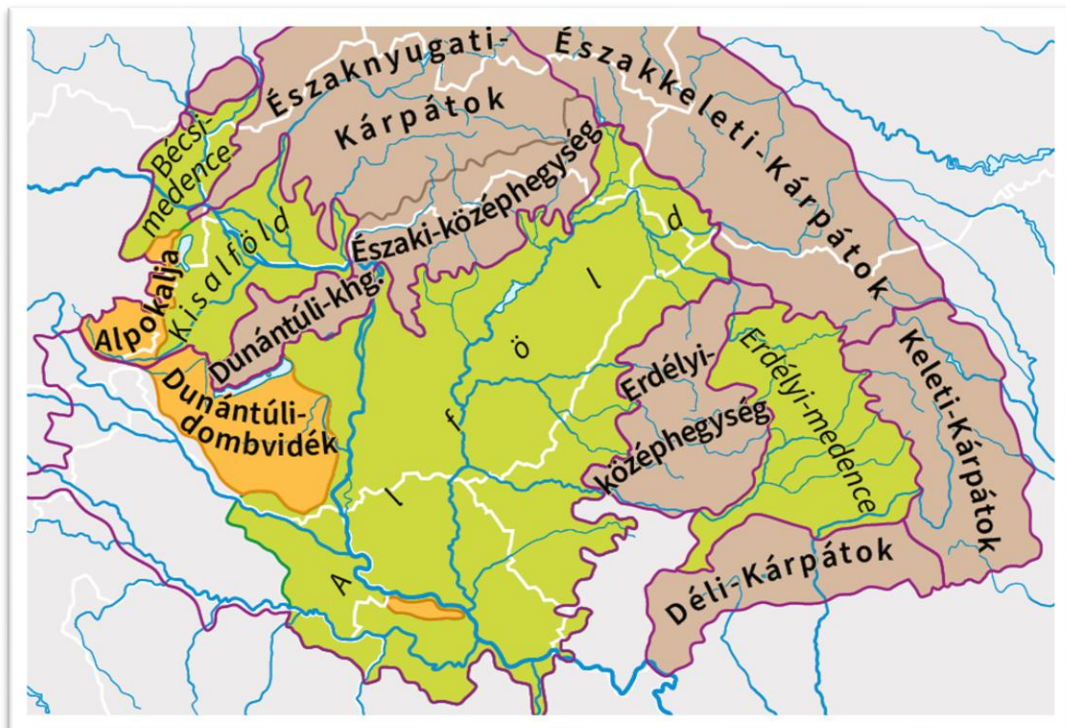 Északnyugati-
Kárpátok
Északkeleti-Kárpátok
Bécsi-
medence
Kisalföld
Északi-középhegység
Alpokalja
Dunántúli-khg.
Dunántúli-
dombvidék
Alföld
Erdélyi-
középhegység
Erdélyi-medence
Keleti-Kárpátok
Déli-Kárpátok